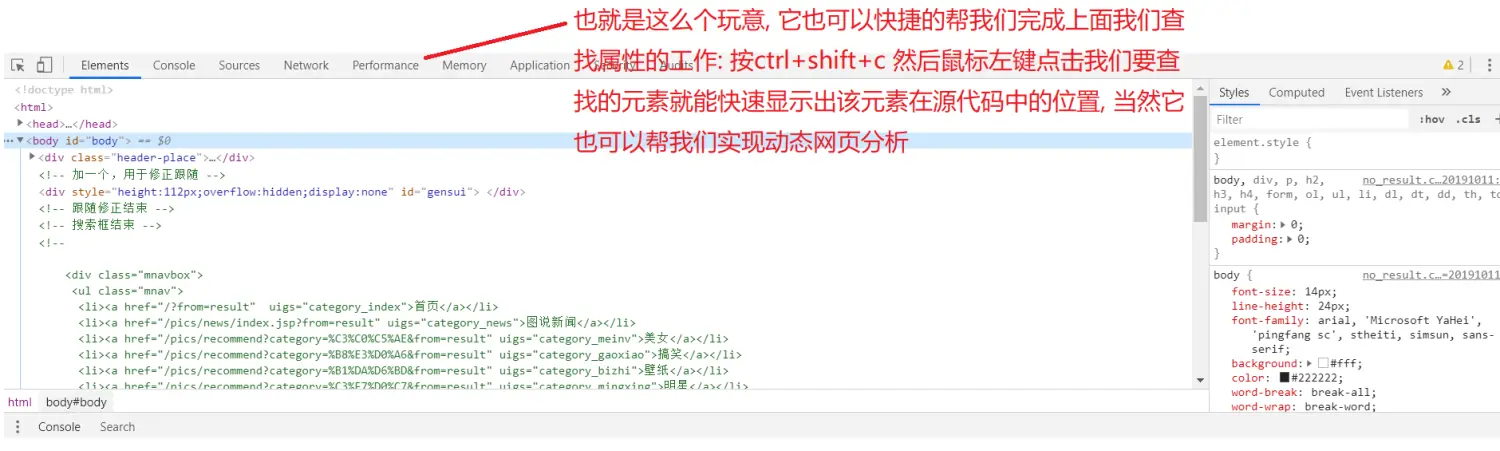 也就是这么个玩意, 它也可以快捷的帮我们完成上面我们查
找属性的工作: 按ctrl+shift+c 然后鼠标左键点击我们要查
找的元素就能快速显示出该元素在源代码中的位置, 当然它
也可以帮我们实现动态网页分析
Elements Console Sources Network Performance Memory Application Security Audits 2
<!doctype html>
<html>
<head>…</head>
<body id="body"> == $0
<div class="header-place">…</div>
<!-- 加一个，用于修正跟随 -->
<div style="height:112px;overflow:hidden;display:none" id="gensui"> </div>
<!-- 跟随修正结束 -->
<!-- 搜索框结束 -->
<!--
<div class="mnavbox">
<ul class="mnav">
<li><a href="/?from=result"  uigs="category_index">首页</a></li>
<li><a href="/pics/news/index.jsp?from=result" uigs="category_news">图说新闻</a></li>
<li><a href="/pics/recommend?category=%C3%C0%C5%AE&from=result" uigs="category_meinv">美女</a></li>
<li><a href="/pics/recommend?category=%B8%E3%D0%A6&from=result" uigs="category_gaoxiao">搞笑</a></li>
<li><a href="/pics/recommend?category=%B1%DA%D6%BD&from=result" uigs="category_bizhi">壁纸</a></li>
<li><a href="/pics/recommend?category=%C3%F7%D0%C7&from=result" uigs="category_mingxing">明星</a></li>
html body#body
Console Search
Styles Computed Event Listeners »
Filter :hov .cls +
element.style {
}
body, div, p, h2, no_result.c…20191011:
h3, h4, form, ol, ul, li, dl, dt, dd, th, td
input {
margin: 0;
padding: 0;
}
body { no_result.c…=20191011
font-size: 14px;
line-height: 24px;
font-family: arial, 'Microsoft YaHei',
'pingfang sc', stheiti, simsun, sans-
serif;
background: #fff;
color: #222222;
word-break: break-all;
word-wrap: break-word;